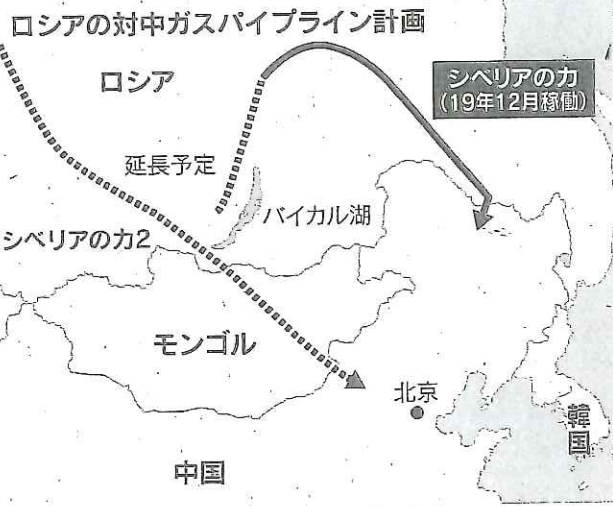 ロシアの対中ガスパイプライン計画
ロシア
シベリアの力
(19年12月稼働)
延長予定
バイカル湖
シベリアの力2
モンゴル
北京
韓国
中国